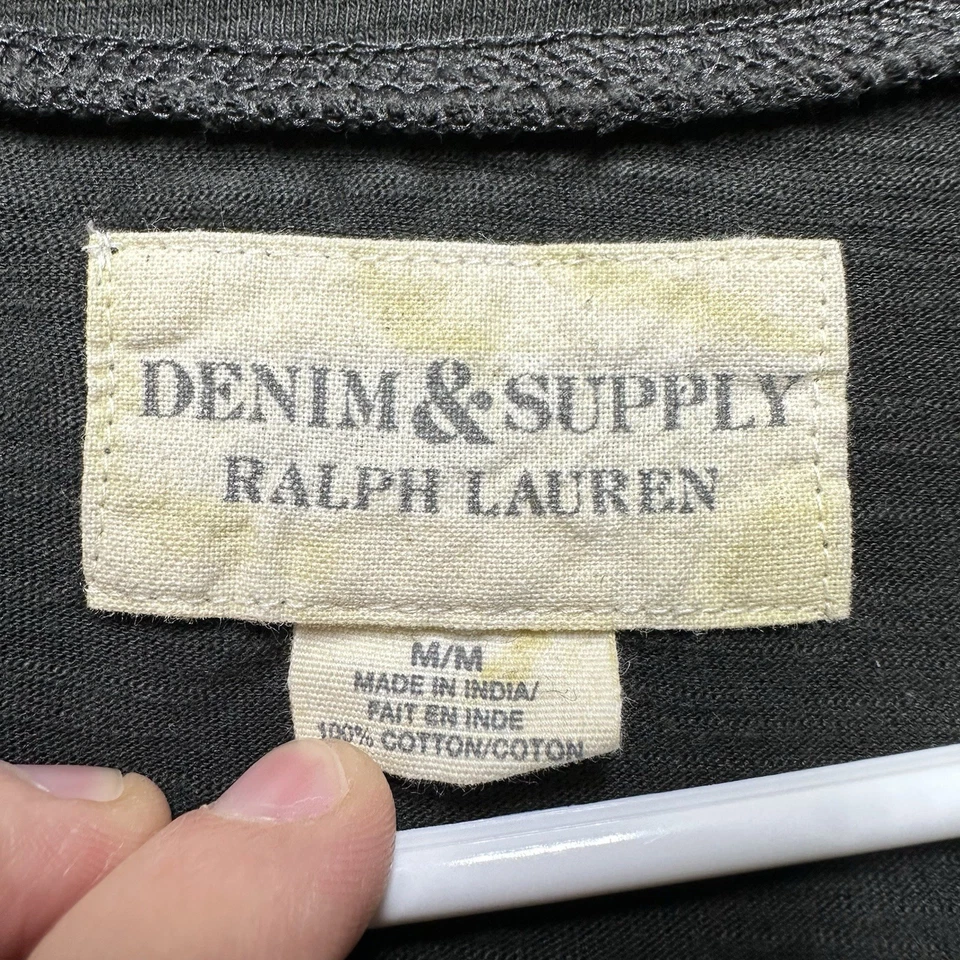 DENIM & SUPPLY
RALPH LAUREN
M/M
MADE IN INDIA/
FAIT EN INDE
100% COTTON/COTON